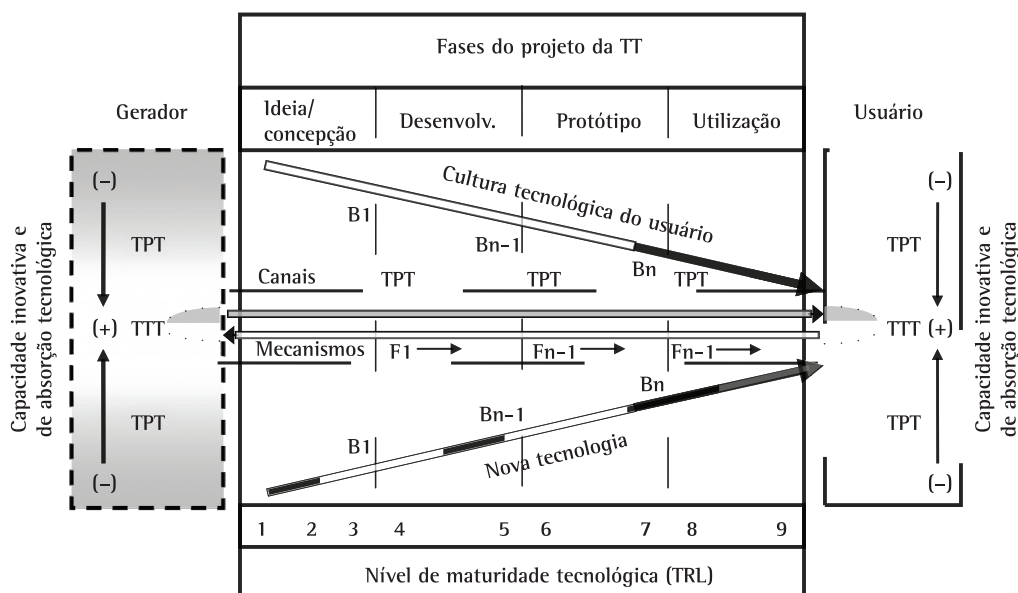 Fases do projeto da TT
Gerador
Ideia/
concepção
Desenvolv.
Protótipo
Utilização
Usuário
Capacidade inovativa e
de absorção tecnológica
(–)
TPT
(+)
TTT
TPT
(–)
Cultura tecnológica do usuário
B1
Bn-1
Bn
Canais
TPT
TPT
TPT
Mecanismos
F1
Fn-1
Fn-1
B1
Bn-1
Bn
Nova tecnologia
(–)
TPT
TTT (+)
TPT
(–)
Capacidade inovativa e
de absorção tecnológica
1 2 3 4 5 6 7 8 9
Nível de maturidade tecnológica (TRL)